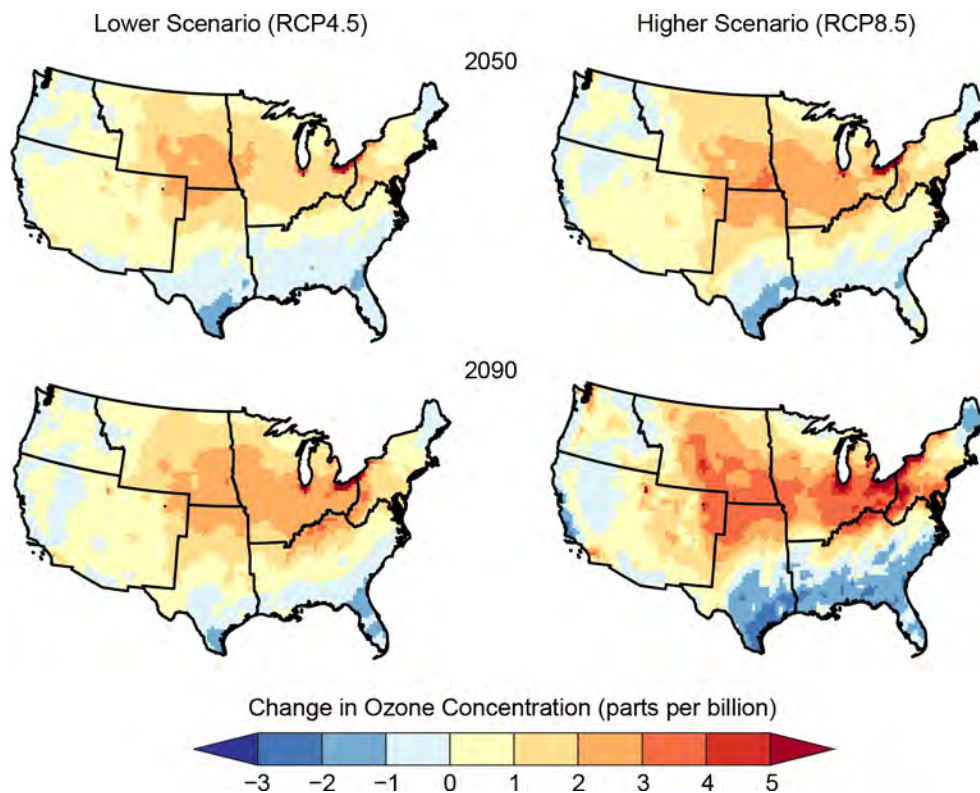 Lower Scenario (RCP4.5)
Higher Scenario (RCP8.5)
2050
2090
Change in Ozone Concentration (parts per billion)
−3 −2 −1 0 1 2 3 4 5